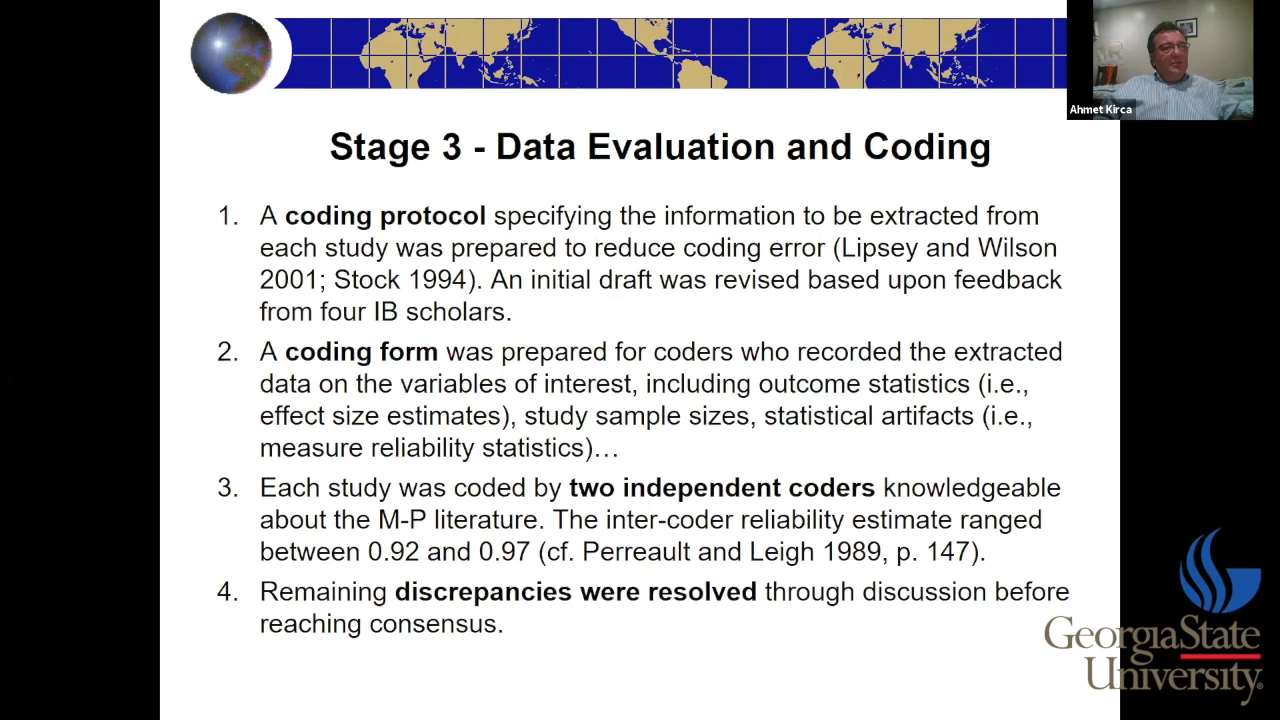 Ahmet Kirca
Stage 3 - Data Evaluation and Coding
1. A coding protocol specifying the information to be extracted from
each study was prepared to reduce coding error (Lipsey and Wilson
2001; Stock 1994). An initial draft was revised based upon feedback
from four IB scholars.
2. A coding form was prepared for coders who recorded the extracted
data on the variables of interest, including outcome statistics (i.e.,
effect size estimates), study sample sizes, statistical artifacts (i.e.,
measure reliability statistics)…
3. Each study was coded by two independent coders knowledgeable
about the M-P literature. The inter-coder reliability estimate ranged
between 0.92 and 0.97 (cf. Perreault and Leigh 1989, p. 147).
4. Remaining discrepancies were resolved through discussion before
reaching consensus.
GeorgiaState
University.